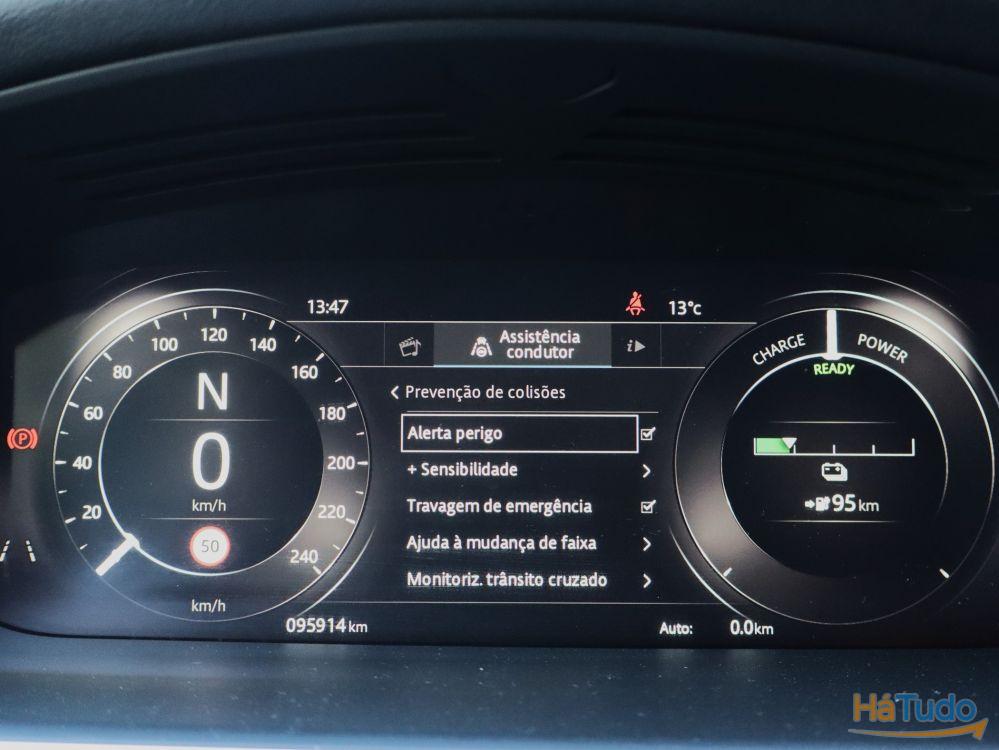 13:47
13°c
Assistência
condutor
i
Prevenção de colisões
Alerta perigo
+ Sensibilidade
Travagem de emergência
Ajuda à mudança de faixa
Monitoriz. trânsito cruzado
20
40
60
80
100
120
140
160
180
200
220
240
N
0
km/h
50
km/h
P
CHARGE
POWER
READY
95 km
095914 km
Auto: 0.0 km
HáTudo